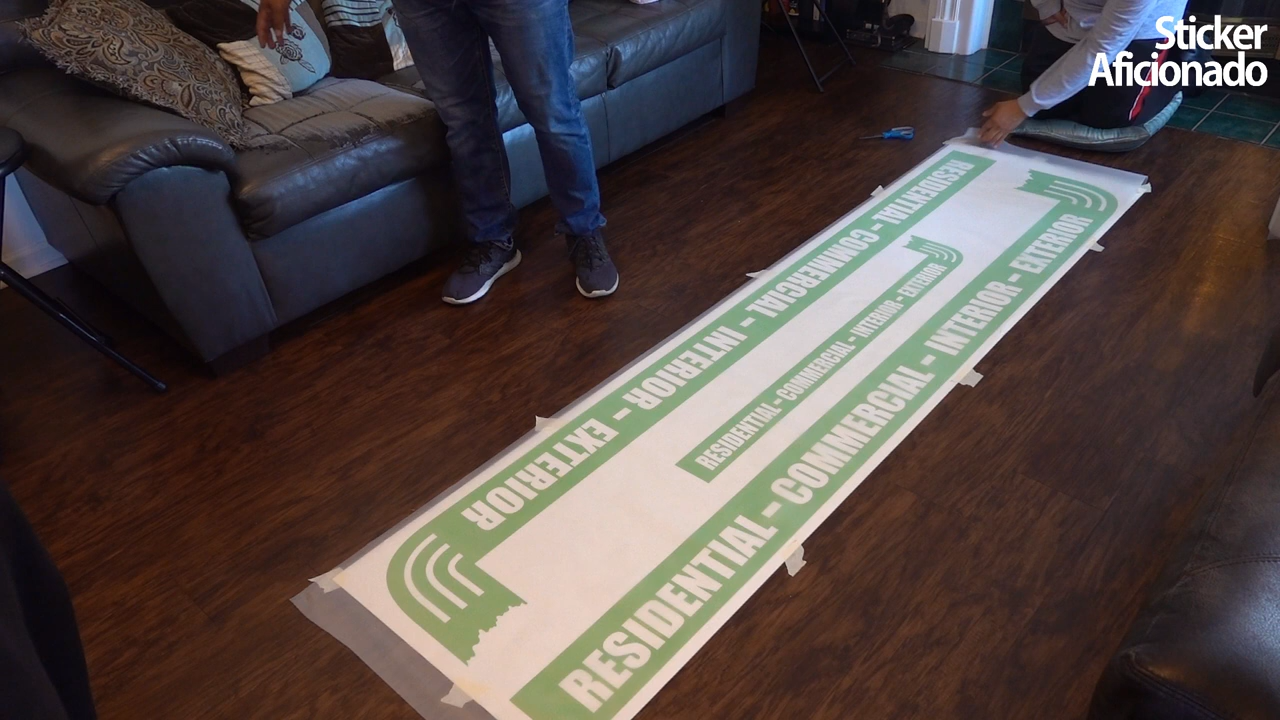 Sticker
Aficionado
RESIDENTIAL - COMMERCIAL - INTERIOR - EXTERIOR
RESIDENTIAL - COMMERCIAL - INTERIOR - EXTERIOR
RESIDENTIAL - COMMERCIAL - INTERIOR - EXTERIOR